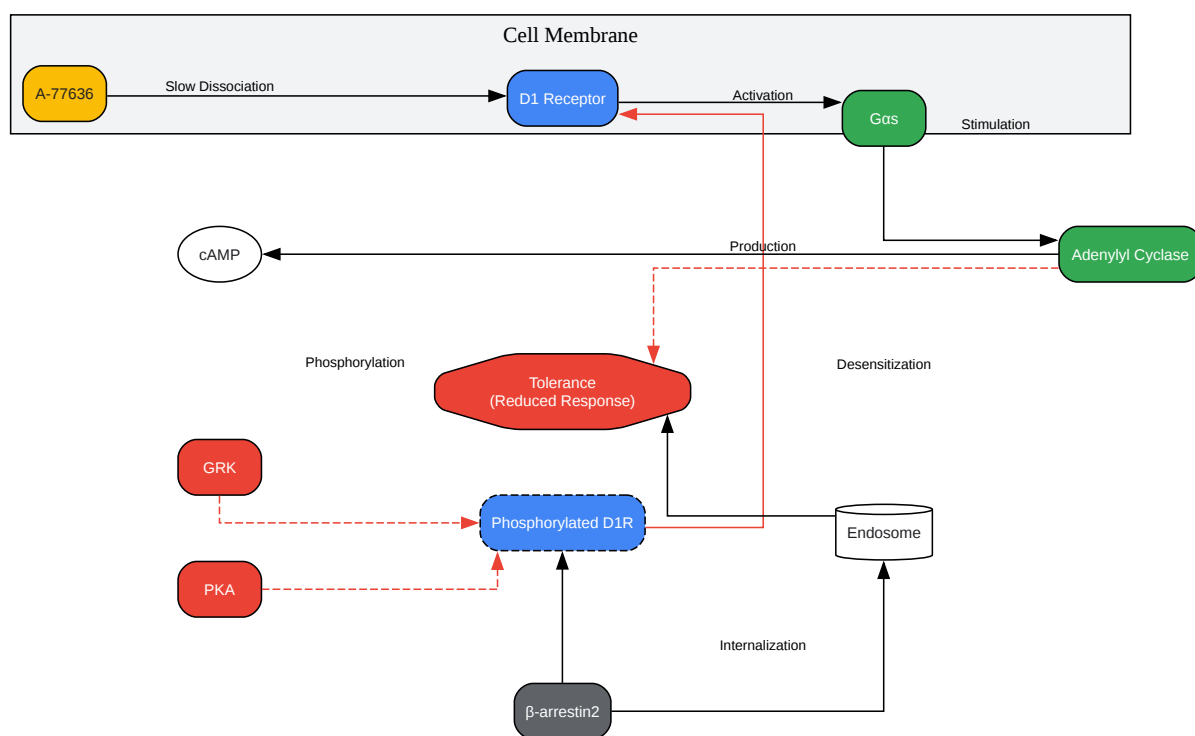 Cell Membrane
A-77636
Slow Dissociation
D1 Receptor
Activation
Gαs
Stimulation
cAMP
Production
Adenylyl Cyclase
Phosphorylation
Tolerance
(Reduced Response)
Desensitization
GRK
Phosphorylated D1R
Endosome
PKA
Internalization
β-arrestin2